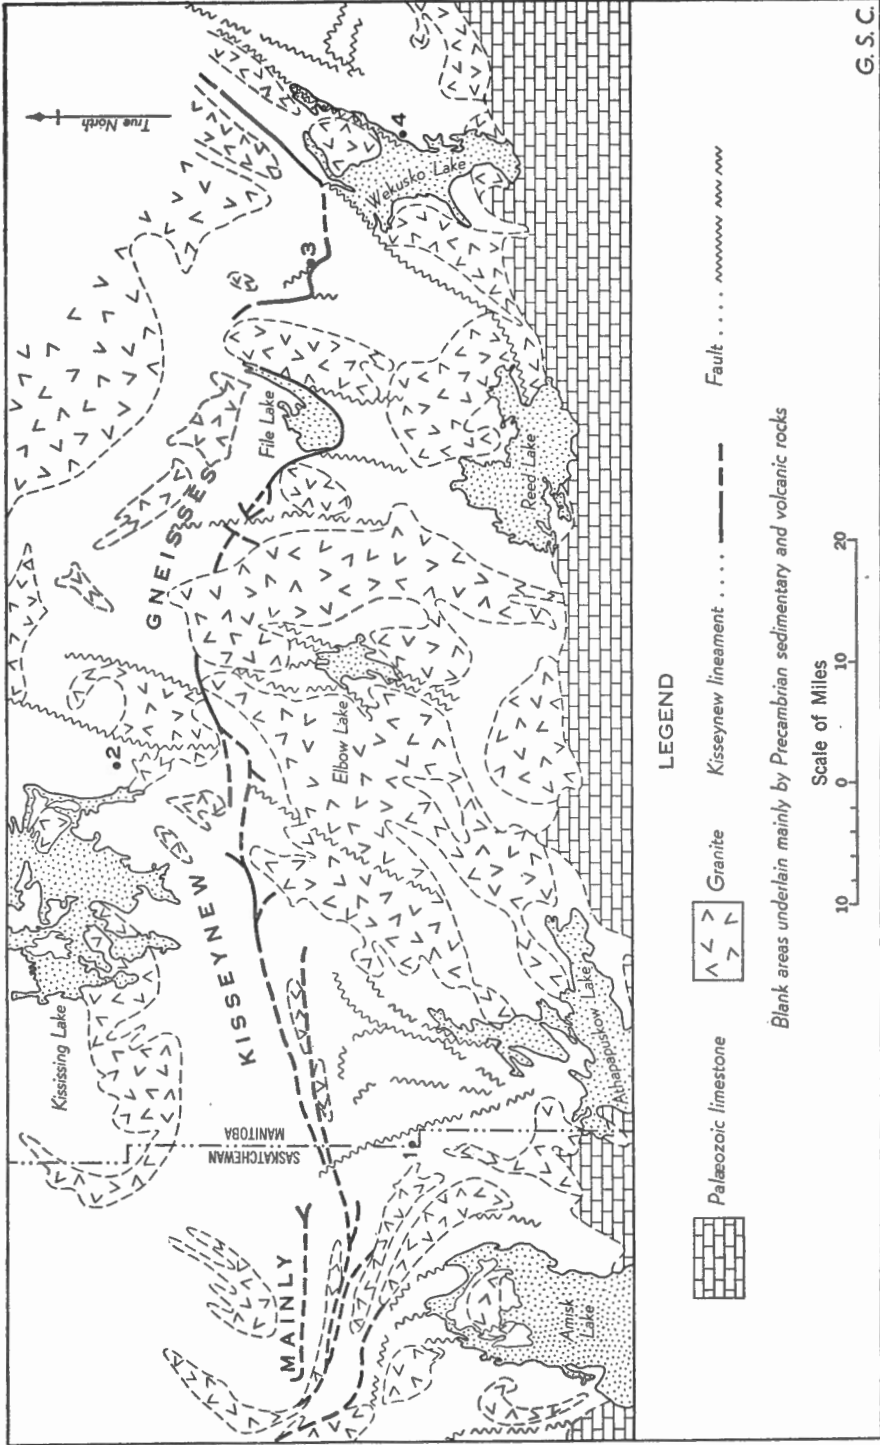 True North
MAINLY
KISSEYNEW
GNEISSES
SASKATCHEWAN
MANITOBA
Kississing Lake
File Lake
Elbow Lake
Reed Lake
Wekusko Lake
Athapapuskow Lake
Amisk
Lake
1
2
3
4
LEGEND
Palæozoic limestone
Granite
Kisseynew lineament ....
Fault ....
Blank areas underlain mainly by Precambrian sedimentary and volcanic rocks
Scale of Miles
10 0 10 20
G.S.C.